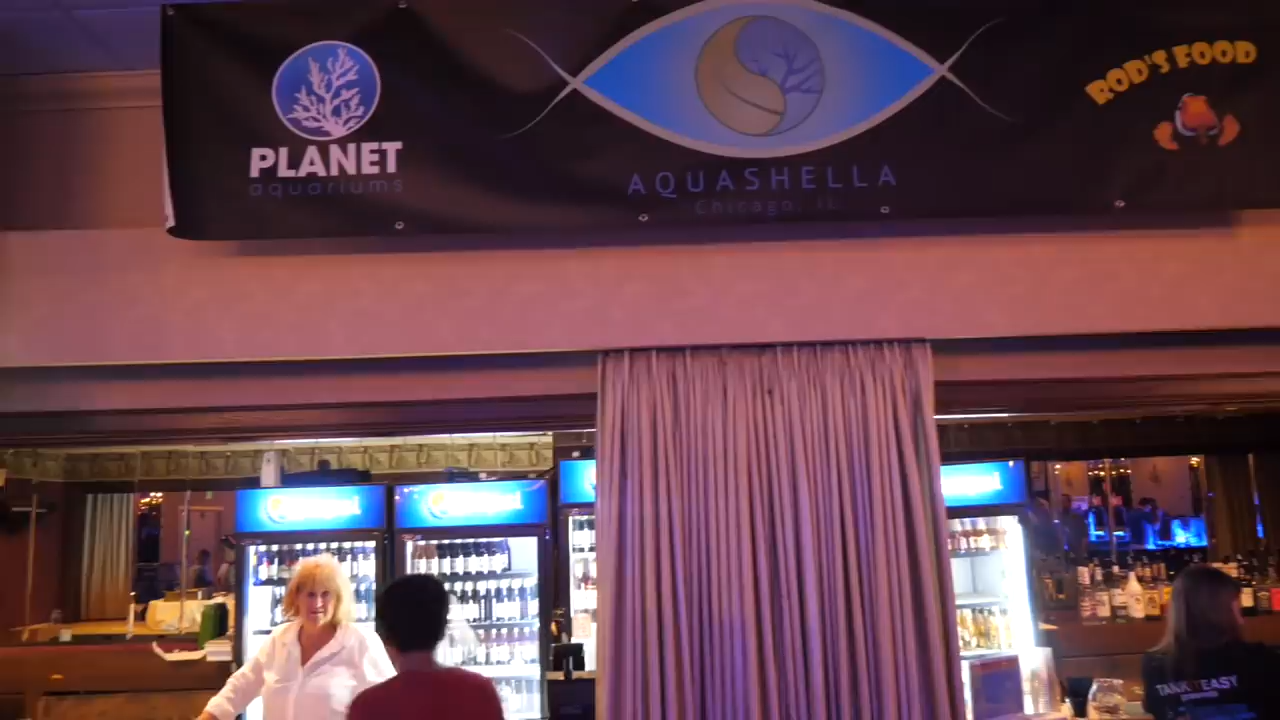 PLANET
aquariums
AQUASHELLA
Chicago, IL
ROD'S FOOD
TANK EASY